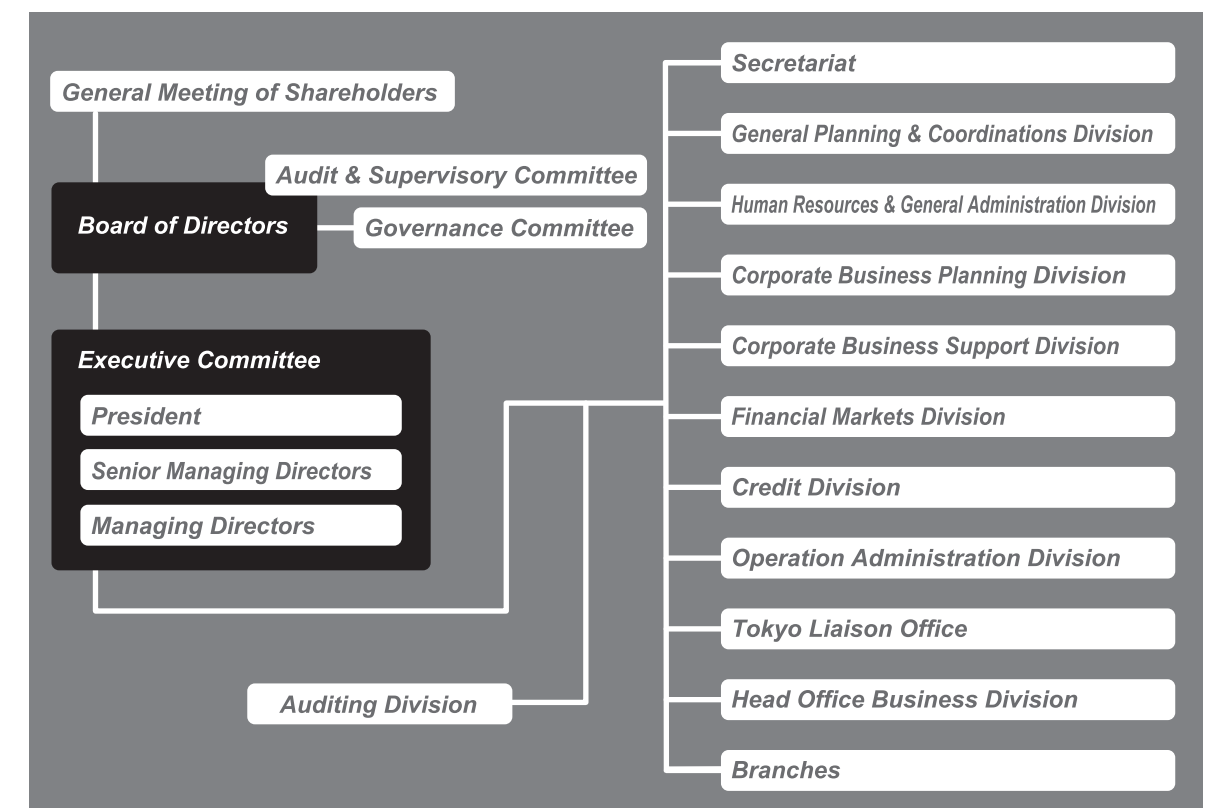 General Meeting of Shareholders
Audit & Supervisory Committee
Board of Directors
Governance Committee
Executive Committee
President
Senior Managing Directors
Managing Directors
Auditing Division
Secretariat
General Planning & Coordinations Division
Human Resources & General Administration Division
Corporate Business Planning Division
Corporate Business Support Division
Financial Markets Division
Credit Division
Operation Administration Division
Tokyo Liaison Office
Head Office Business Division
Branches